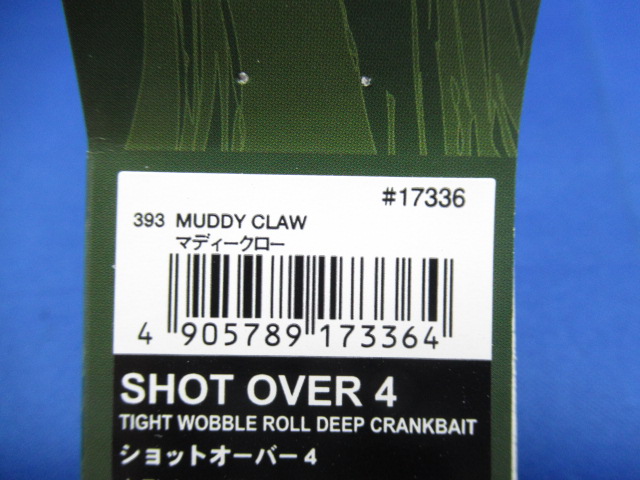 #17336
393 MUDDY CLAW
マディークロー
4 905789 173364
SHOT OVER 4
TIGHT WOBBLE ROLL DEEP CRANKBAIT
ショットオーバー4